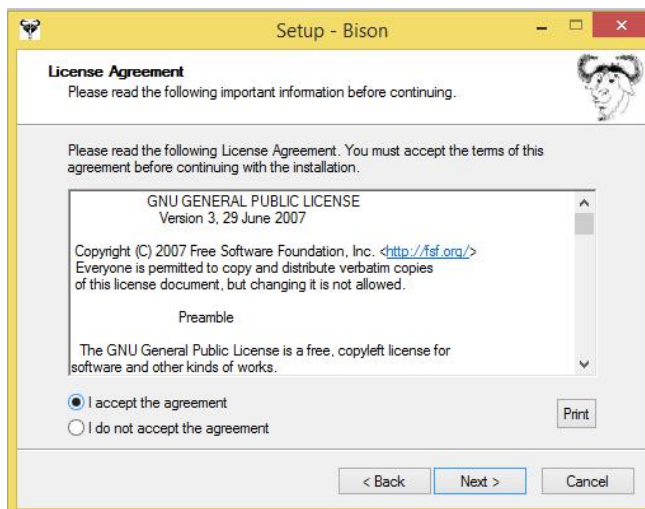 Setup - Bison
License Agreement
Please read the following important information before continuing.
Please read the following License Agreement. You must accept the terms of this
agreement before continuing with the installation.
GNU GENERAL PUBLIC LICENSE
Version 3, 29 June 2007
Copyright (C) 2007 Free Software Foundation, Inc. <http://fsf.org/>
Everyone is permitted to copy and distribute verbatim copies
of this license document, but changing it is not allowed.
Preamble
The GNU General Public License is a free, copyleft license for
software and other kinds of works.
I accept the agreement
I do not accept the agreement
Print
< Back
Next >
Cancel